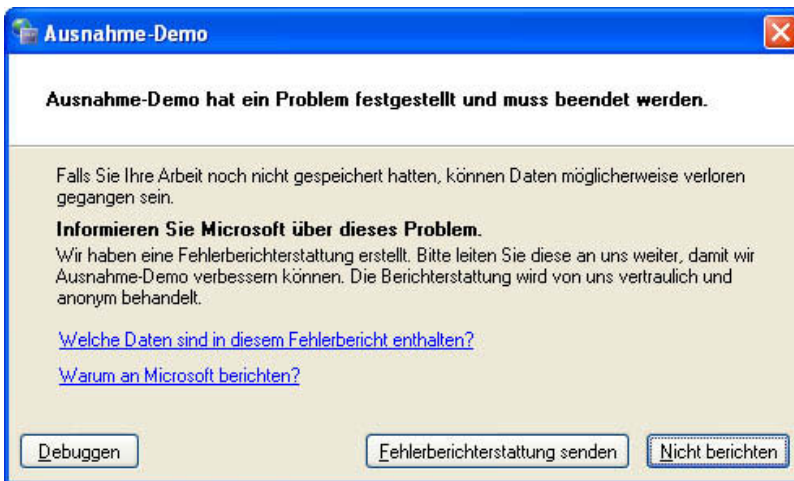 Ausnahme-Demo
Ausnahme-Demo hat ein Problem festgestellt und muss beendet werden.
Falls Sie Ihre Arbeit noch nicht gespeichert hatten, können Daten möglicherweise verloren
gegangen sein.
Informieren Sie Microsoft über dieses Problem.
Wir haben eine Fehlerberichterstattung erstellt. Bitte leiten Sie diese an uns weiter, damit wir
Ausnahme-Demo verbessern können. Die Berichterstattung wird von uns vertraulich und
anonym behandelt.
Welche Daten sind in diesem Fehlerbericht enthalten?
Warum an Microsoft berichten?
Debuggen Fehlerberichterstattung senden Nicht berichten